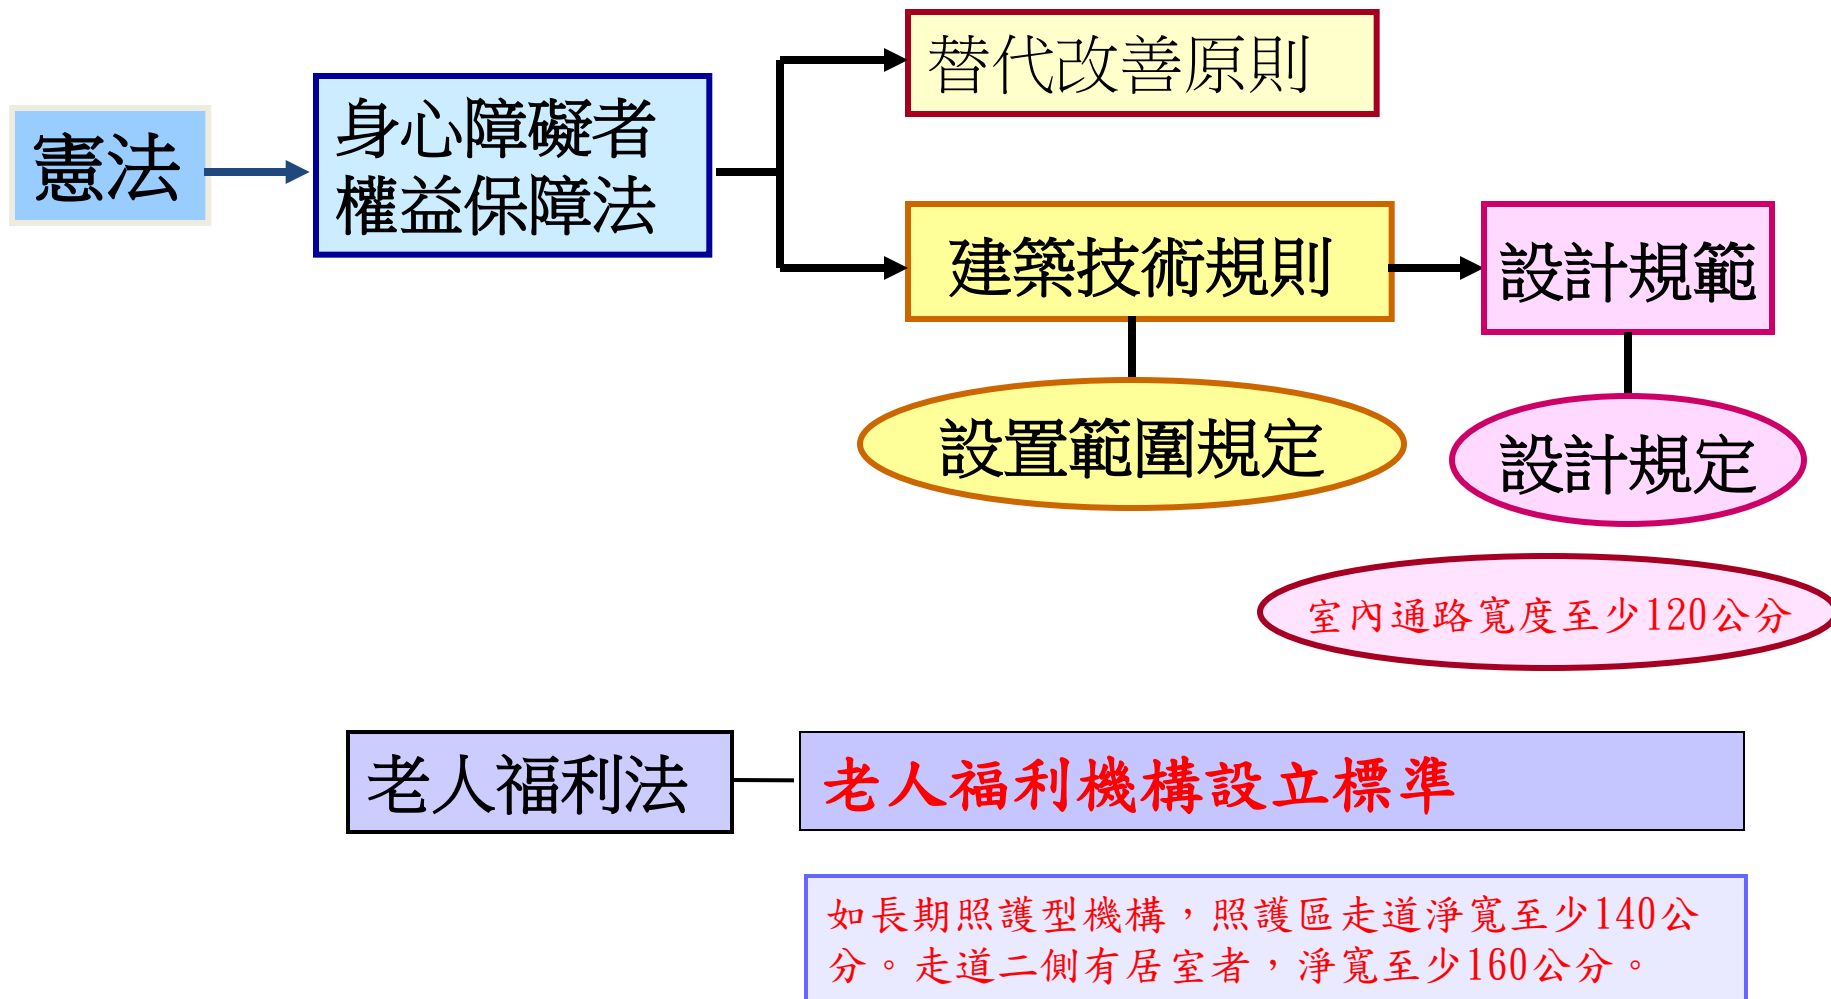 替代改善原則
憲法
身心障礙者
權益保障法
建築技術規則
設計規範
設置範圍規定
設計規定
室內通路寬度至少120公分
老人福利法
老人福利機構設立標準
如長期照護型機構，照護區走道淨寬至少140公
分。走道二側有居室者，淨寬至少160公分。